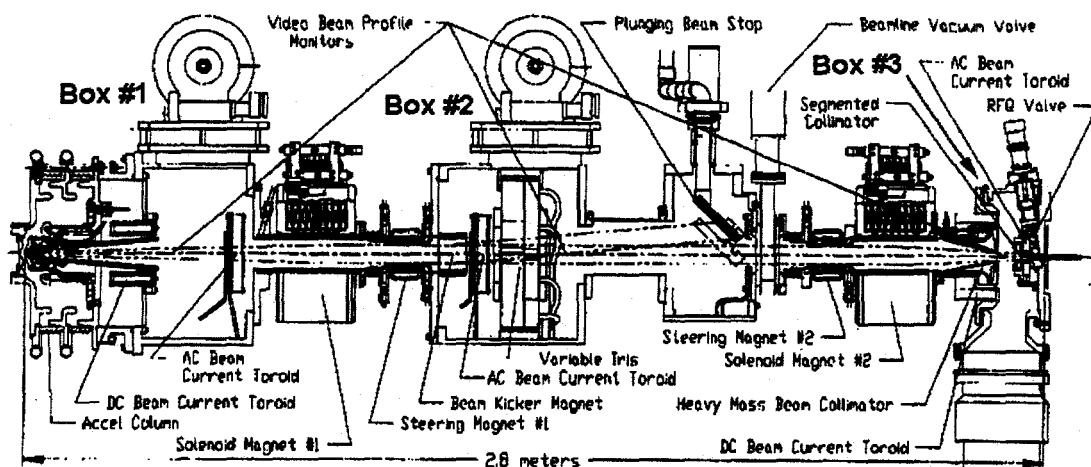 Video Beam Profile
Monitors
Plunging Beam Stop
Beamline Vacuum Valve
Box #1
Box #2
Box #3
AC Beam
Current Toroid
Segmented
Collimator
RFQ Valve
AC Beam
Current Toroid
DC Beam Current Toroid
Accel Column
Solenoid Magnet #1
Variable Iris
AC Beam Current Toroid
Beam Kicker Magnet
Steering Magnet #1
Steering Magnet #2
Solenoid Magnet #2
Heavy Mass Beam Collimator
DC Beam Current Toroid
2.8 meters